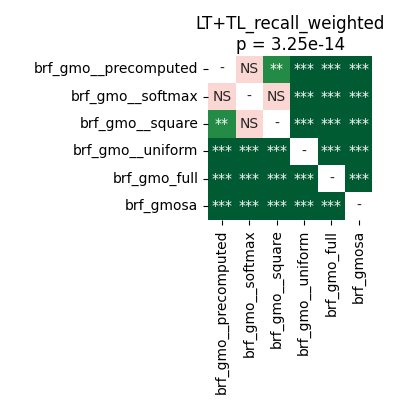 LT+TL_recall_weighted
p = 3.25e-14
brf_gmo__precomputed - NS ** *** *** ***
brf_gmo__softmax NS - NS *** *** ***
brf_gmo__square ** NS - *** *** ***
brf_gmo__uniform *** *** *** - *** ***
brf_gmo_full *** *** *** *** - ***
brf_gmosa *** *** *** *** *** -
brf_gmo__precomputed
brf_gmo__softmax
brf_gmo__square
brf_gmo__uniform
brf_gmo_full
brf_gmosa